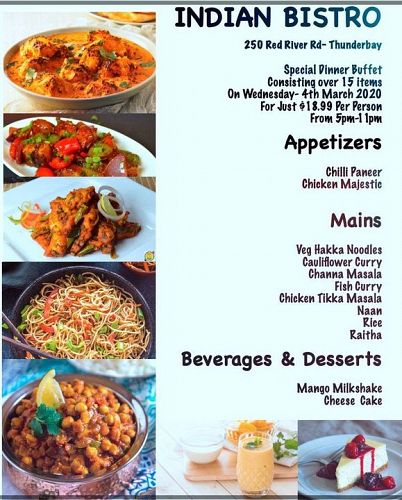 INDIAN BISTRO
250 Red River Rd- Thunderbay
Special Dinner Buffet
Consisting over 15 items
On Wednesday- 4th March 2020
For Just $18.99 Per Person
From 5pm-11pm
Appetizers
Chilli Paneer
Chicken Majestic
Mains
Veg Hakka Noodles
Cauliflower Curry
Channa Masala
Fish Curry
Chicken Tikka Masala
Naan
Rice
Raitha
Beverages & Desserts
Mango Milkshake
Cheese Cake